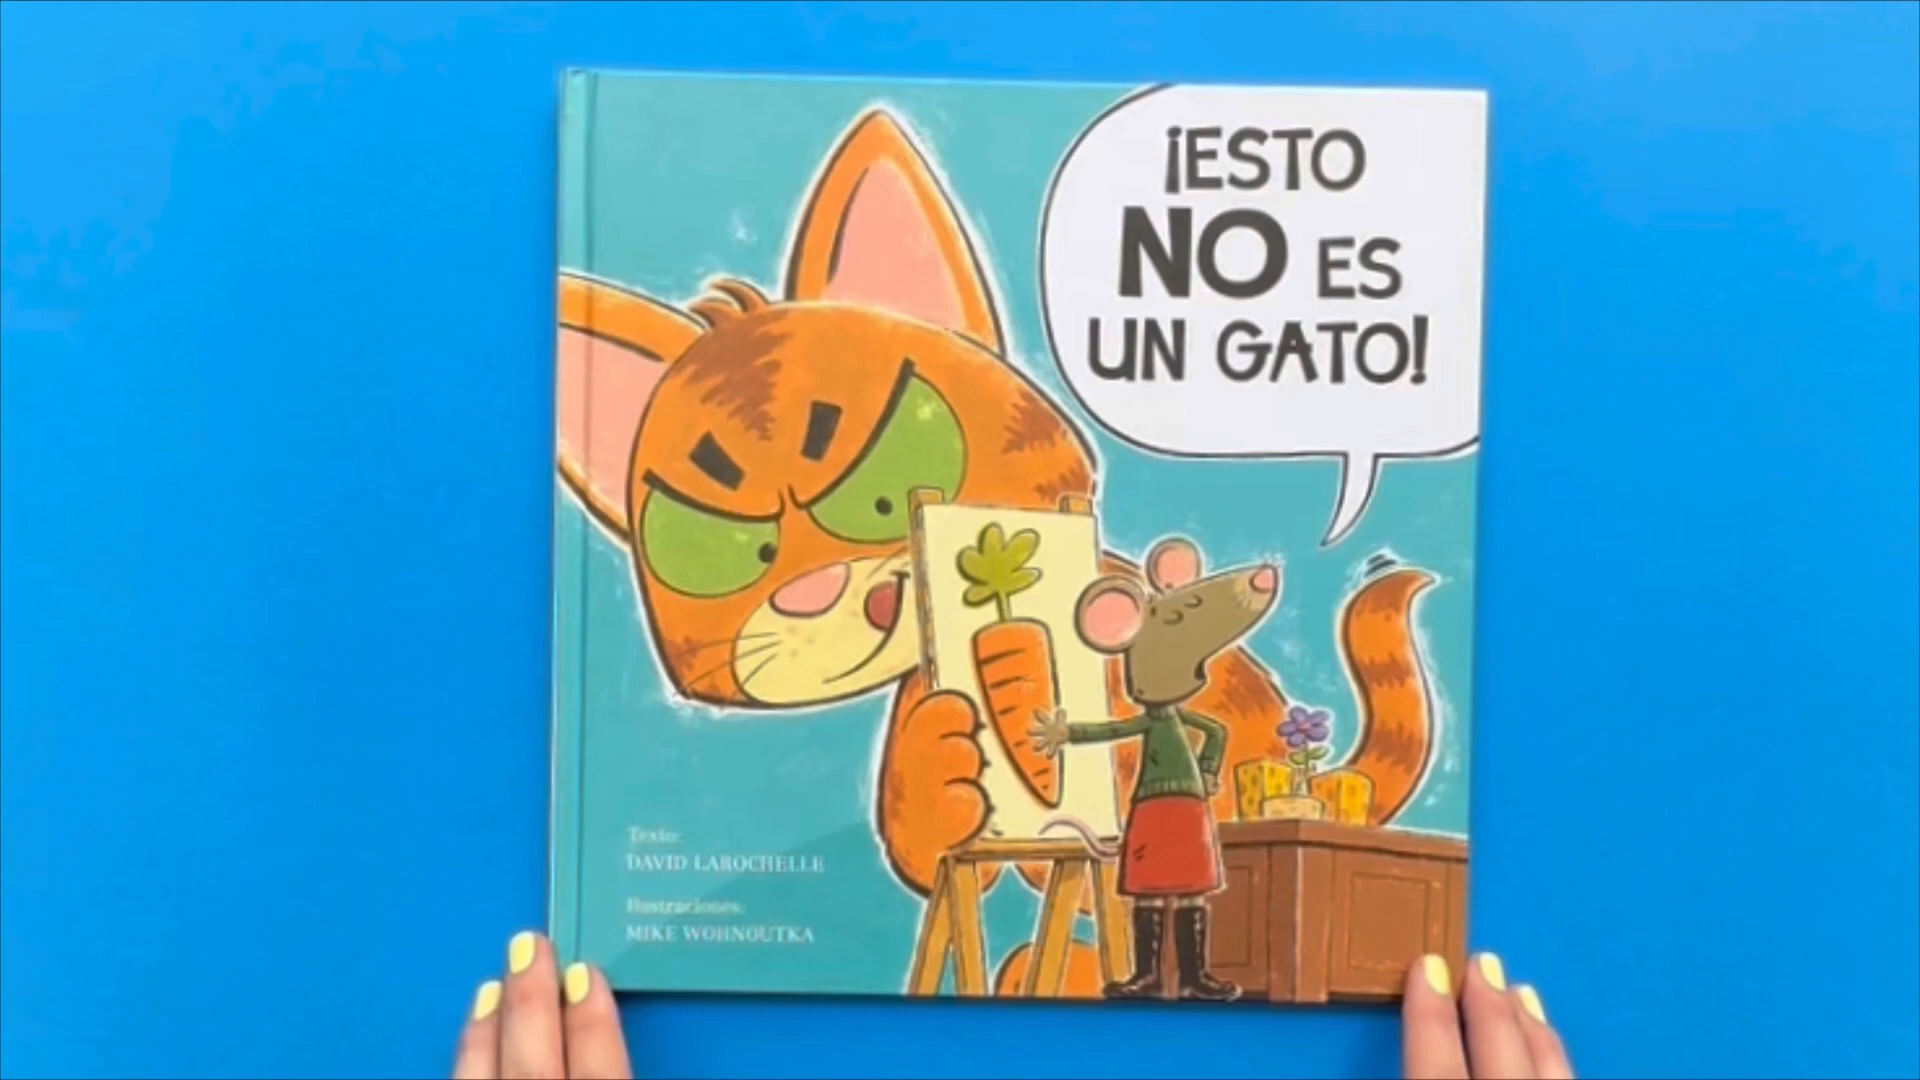 ¡ESTO
NO ES
UN GATO!
Texto:
DAVID LAROCHELLE
Ilustraciones:
MIKE WOHNOUTKA